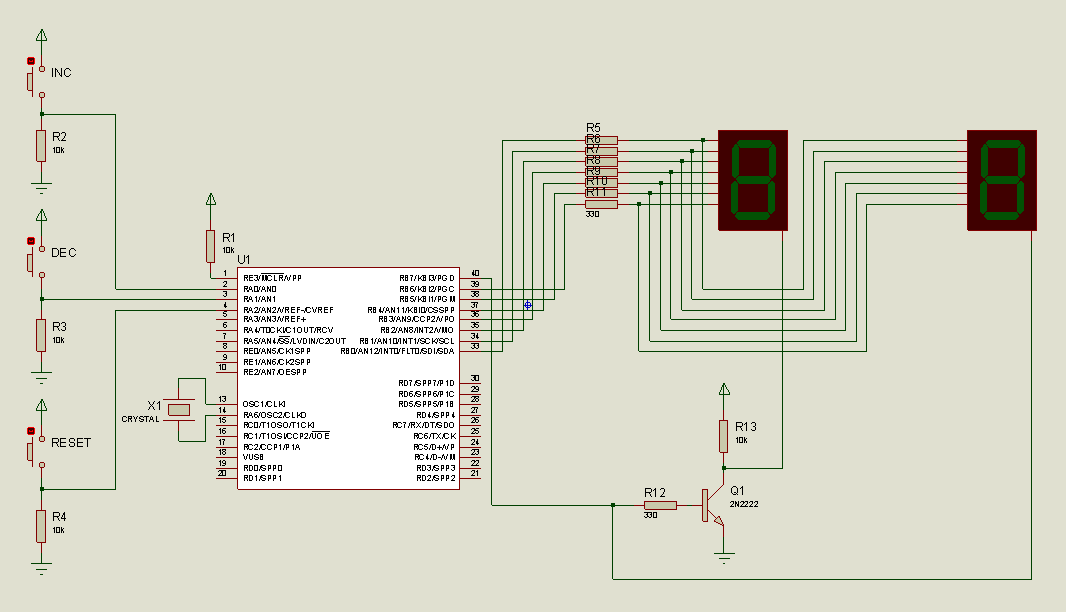 INC
R2
10k
DEC
R3
10k
RESET
R4
10k
R1
10k
U1
1 RE3/MCLR/VPP
2 RA0/AN0
3 RA1/AN1
4 RA2/AN2/VREF-/CVREF
5 RA3/AN3/VREF+
6 RA4/T0CKI/C1OUT/RCV
7 RA5/AN4/SS/LVDIN/C2OUT
8 RE0/AN5/CK1SPP
9 RE1/AN6/CK2SPP
10 RE2/AN7/OESPP
13 OSC1/CLKI
14 RA6/OSC2/CLKO
15 RC0/T1OSO/T1CKI
16 RC1/T1OSI/CCP2/UOE
17 RC2/CCP1/P1A
18 VUSB
19 RD0/SPP0
20 RD1/SPP1
RB7/KBI3/PGD 40
RB6/KBI2/PGC 39
RB5/KBI1/PGM 38
RB4/AN11/KBI0/CSSPP 37
RB3/AN9/CCP2/VPO 36
RB2/AN8/INT2/VMO 35
RB1/AN10/INT1/SCK/SCL 34
RB0/AN12/INT0/FLT0/SDI/SDA 33
RD7/SPP7/P1D 30
RD6/SPP6/P1C 29
RD5/SPP5/P1B 28
RD4/SPP4 27
RC7/RX/DT/SDO 26
RC6/TX/CK 25
RC5/D+/VP 24
RC4/D-/VM 23
RD3/SPP3 22
RD2/SPP2 21
X1
CRYSTAL
R5
R6
R7
R8
R9
R10
R11
330
R13
10k
R12
330
Q1
2N2222